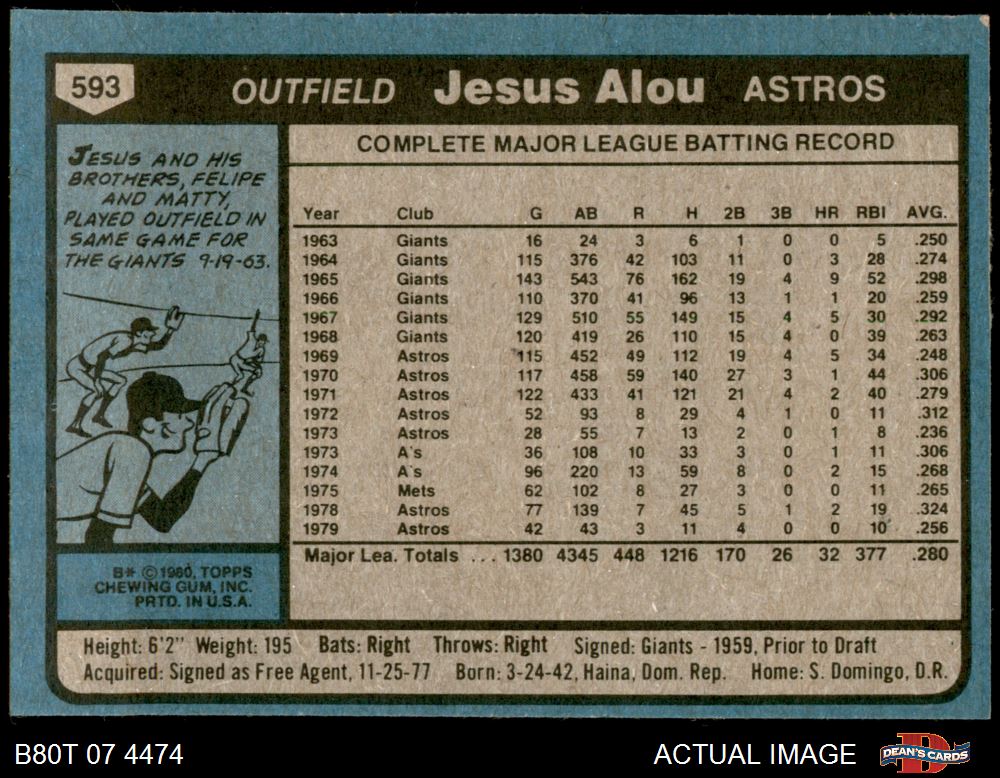 593 OUTFIELD Jesus Alou ASTROS
JESUS AND HIS
BROTHERS, FELIPE
AND MATTY,
PLAYED OUTFIELD IN
SAME GAME FOR
THE GIANTS 9-19-63.
COMPLETE MAJOR LEAGUE BATTING RECORD
Year Club G AB R H 2B 3B HR RBI AVG.
1963 Giants 16 24 3 6 1 0 0 5 .250
1964 Giants 115 376 42 103 11 0 3 28 .274
1965 Giants 143 543 76 162 19 4 9 52 .298
1966 Giants 110 370 41 96 13 1 1 20 .259
1967 Giants 129 510 55 149 15 4 5 30 .292
1968 Giants 120 419 26 110 15 4 0 39 .263
1969 Astros 115 452 49 112 19 4 5 34 .248
1970 Astros 117 458 59 140 27 3 1 44 .306
1971 Astros 122 433 41 121 21 4 2 40 .279
1972 Astros 52 93 8 29 4 1 0 11 .312
1973 Astros 28 55 7 13 2 0 1 8 .236
1973 A's 36 108 10 33 3 0 1 11 .306
1974 A's 96 220 13 59 8 0 2 15 .268
1975 Mets 62 102 8 27 3 0 0 11 .265
1978 Astros 77 139 7 45 5 1 2 19 .324
1979 Astros 42 43 3 11 4 0 0 10 .256
Major Lea. Totals ... 1380 4345 448 1216 170 26 32 377 .280
B* © 1980, TOPPS
CHEWING GUM, INC.
PRTD. IN U.S.A.
Height: 6'2" Weight: 195 Bats: Right Throws: Right Signed: Giants - 1959, Prior to Draft
Acquired: Signed as Free Agent, 11-25-77 Born: 3-24-42, Haina, Dom. Rep. Home: S. Domingo, D.R.
B80T 07 4474 ACTUAL IMAGE DEAN'S CARDS